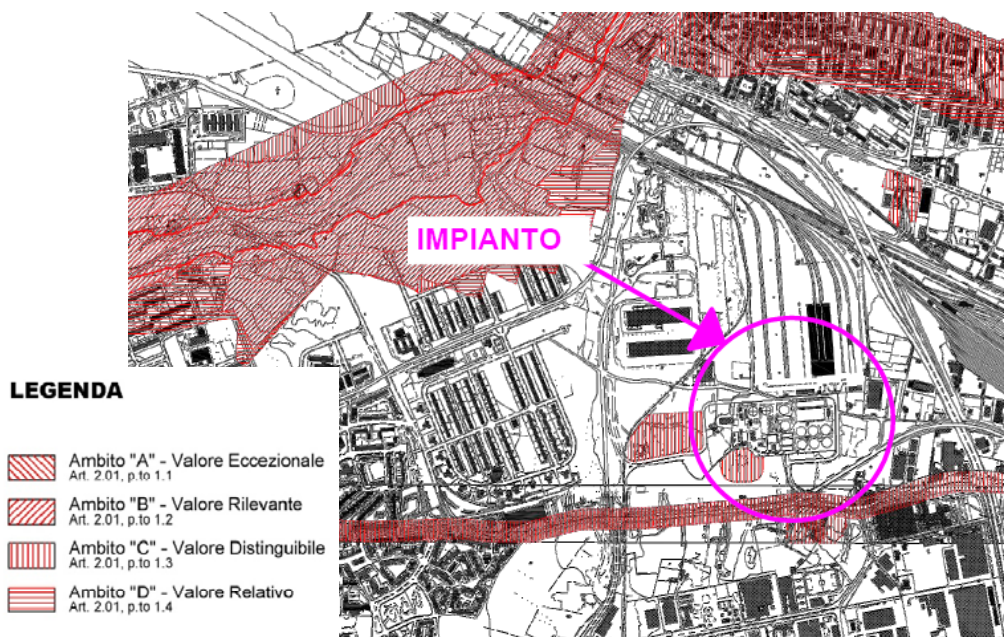 IMPIANTO
LEGENDA
Ambito "A" - Valore Eccezionale
Art. 2.01, p.to 1.1
Ambito "B" - Valore Rilevante
Art. 2.01, p.to 1.2
Ambito "C" - Valore Distinguibile
Art. 2.01, p.to 1.3
Ambito "D" - Valore Relativo
Art. 2.01, p.to 1.4